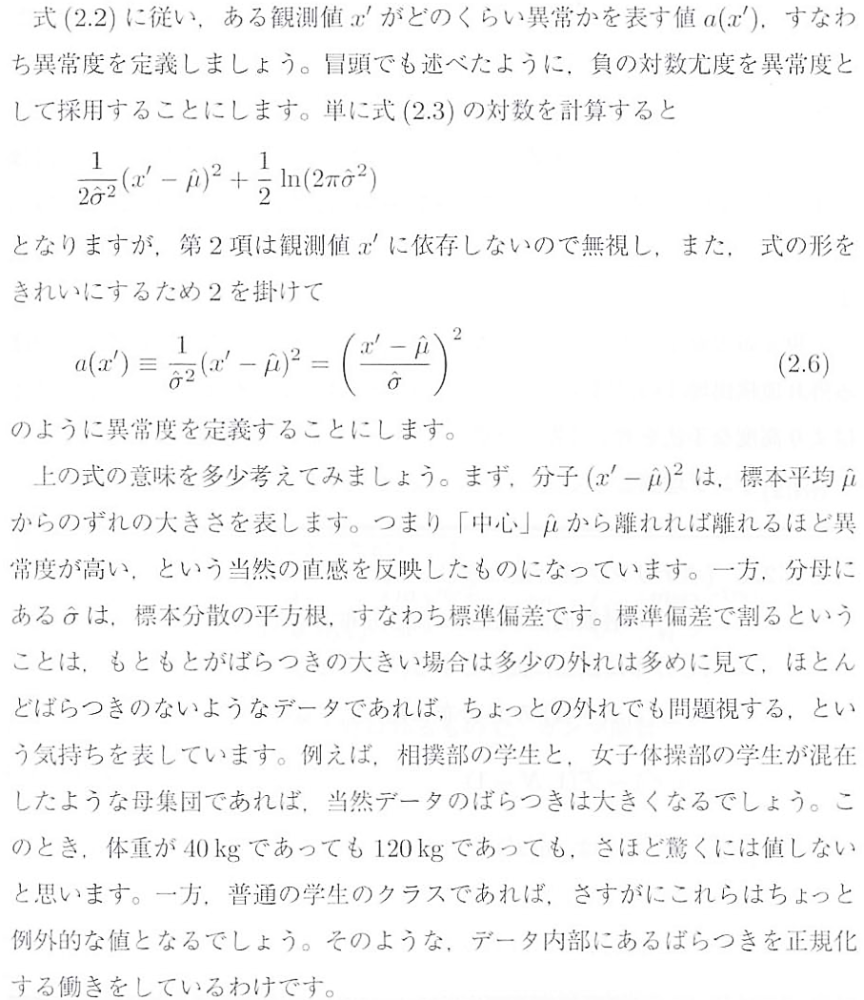 式 (2.2) に従い，ある観測値 x′ がどのくらい異常かを表す値 a(x′)，すなわ
ち異常度を定義しましょう。冒頭でも述べたように，負の対数尤度を異常度と
して採用することにします。単に式 (2.3) の対数を計算すると
\frac{1}{2\hat{σ}^2}(x′ − \hat{μ})^2 + \frac{1}{2} ln(2π\hat{σ}^2)
となりますが，第 2 項は観測値 x′ に依存しないので無視し，また， 式の形を
きれいにするため 2 を掛けて
a(x′) ≡ \frac{1}{\hat{σ}^2}(x′ − \hat{μ})^2 = \left(\frac{x′ − \hat{μ}}{\hat{σ}}\right)^2 (2.6)
のように異常度を定義することにします。
上の式の意味を多少考えてみましょう。まず，分子 (x′ − \hat{μ})^2 は，標本平均 \hat{μ}
からのずれの大きさを表します。つまり「中心」\hat{μ} から離れれば離れるほど異
常度が高い，という当然の直感を反映したものになっています。一方，分母に
ある \hat{σ} は，標本分散の平方根，すなわち標準偏差です。標準偏差で割るという
ことは，もともとがばらつきの大きい場合は多少の外れは多めに見て，ほとん
どばらつきのないようなデータであれば，ちょっとの外れでも問題視する，とい
う気持ちを表しています。例えば，相撲部の学生と，女子体操部の学生が混在
したような母集団であれば，当然データのばらつきは大きくなるでしょう。こ
のとき，体重が 40 kg であっても 120 kg であっても，さほど驚くには値しない
と思います。一方，普通の学生のクラスであれば，さすがにこれらはちょっと
例外的な値となるでしょう。そのような，データ内部にあるばらつきを正規化
する働きをしているわけです。